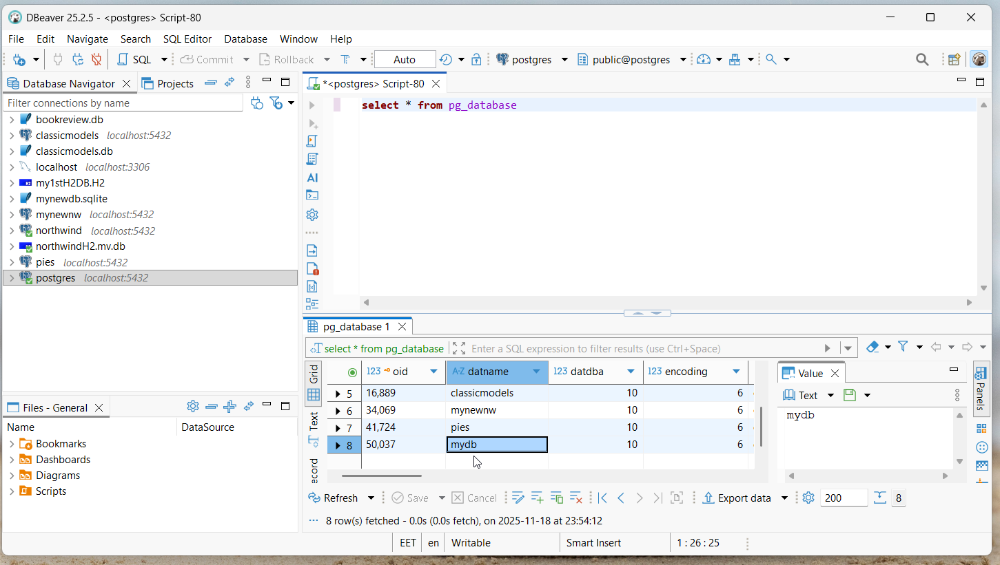 DBeaver 25.2.5 - <postgres> Script-80
File Edit Navigate Search SQL Editor Database Window Help
SQL Commit Rollback T Auto postgres public@postgres
Database Navigator Projects
Filter connections by name
bookreview.db
classicmodels localhost:5432
classicmodels.db
localhost localhost:3306
H2 my1stH2DB.H2
mynewdb.sqlite
mynewnw localhost:5432
northwind localhost:5432
northwindH2.mv.db
pies localhost:5432
postgres localhost:5432
Files - General
Name DataSource
Bookmarks
Dashboards
Diagrams
Scripts
*<postgres> Script-80
select * from pg_database
AI
pg_database 1
select * from pg_database Enter a SQL expression to filter results (use Ctrl+Space)
Grid
Text
ecord
123 oid A-Z datname 123 datdba 123 encoding
5 16,889 classicmodels 10 6
6 34,069 mynewnw 10 6
7 41,724 pies 10 6
8 50,037 mydb 10 6
Value
Text
mydb
Panels
Refresh Save Cancel Export data 200 8
8 row(s) fetched - 0.0s (0.0s fetch), on 2025-11-18 at 23:54:12
EET en Writable Smart Insert 1 : 26 : 25